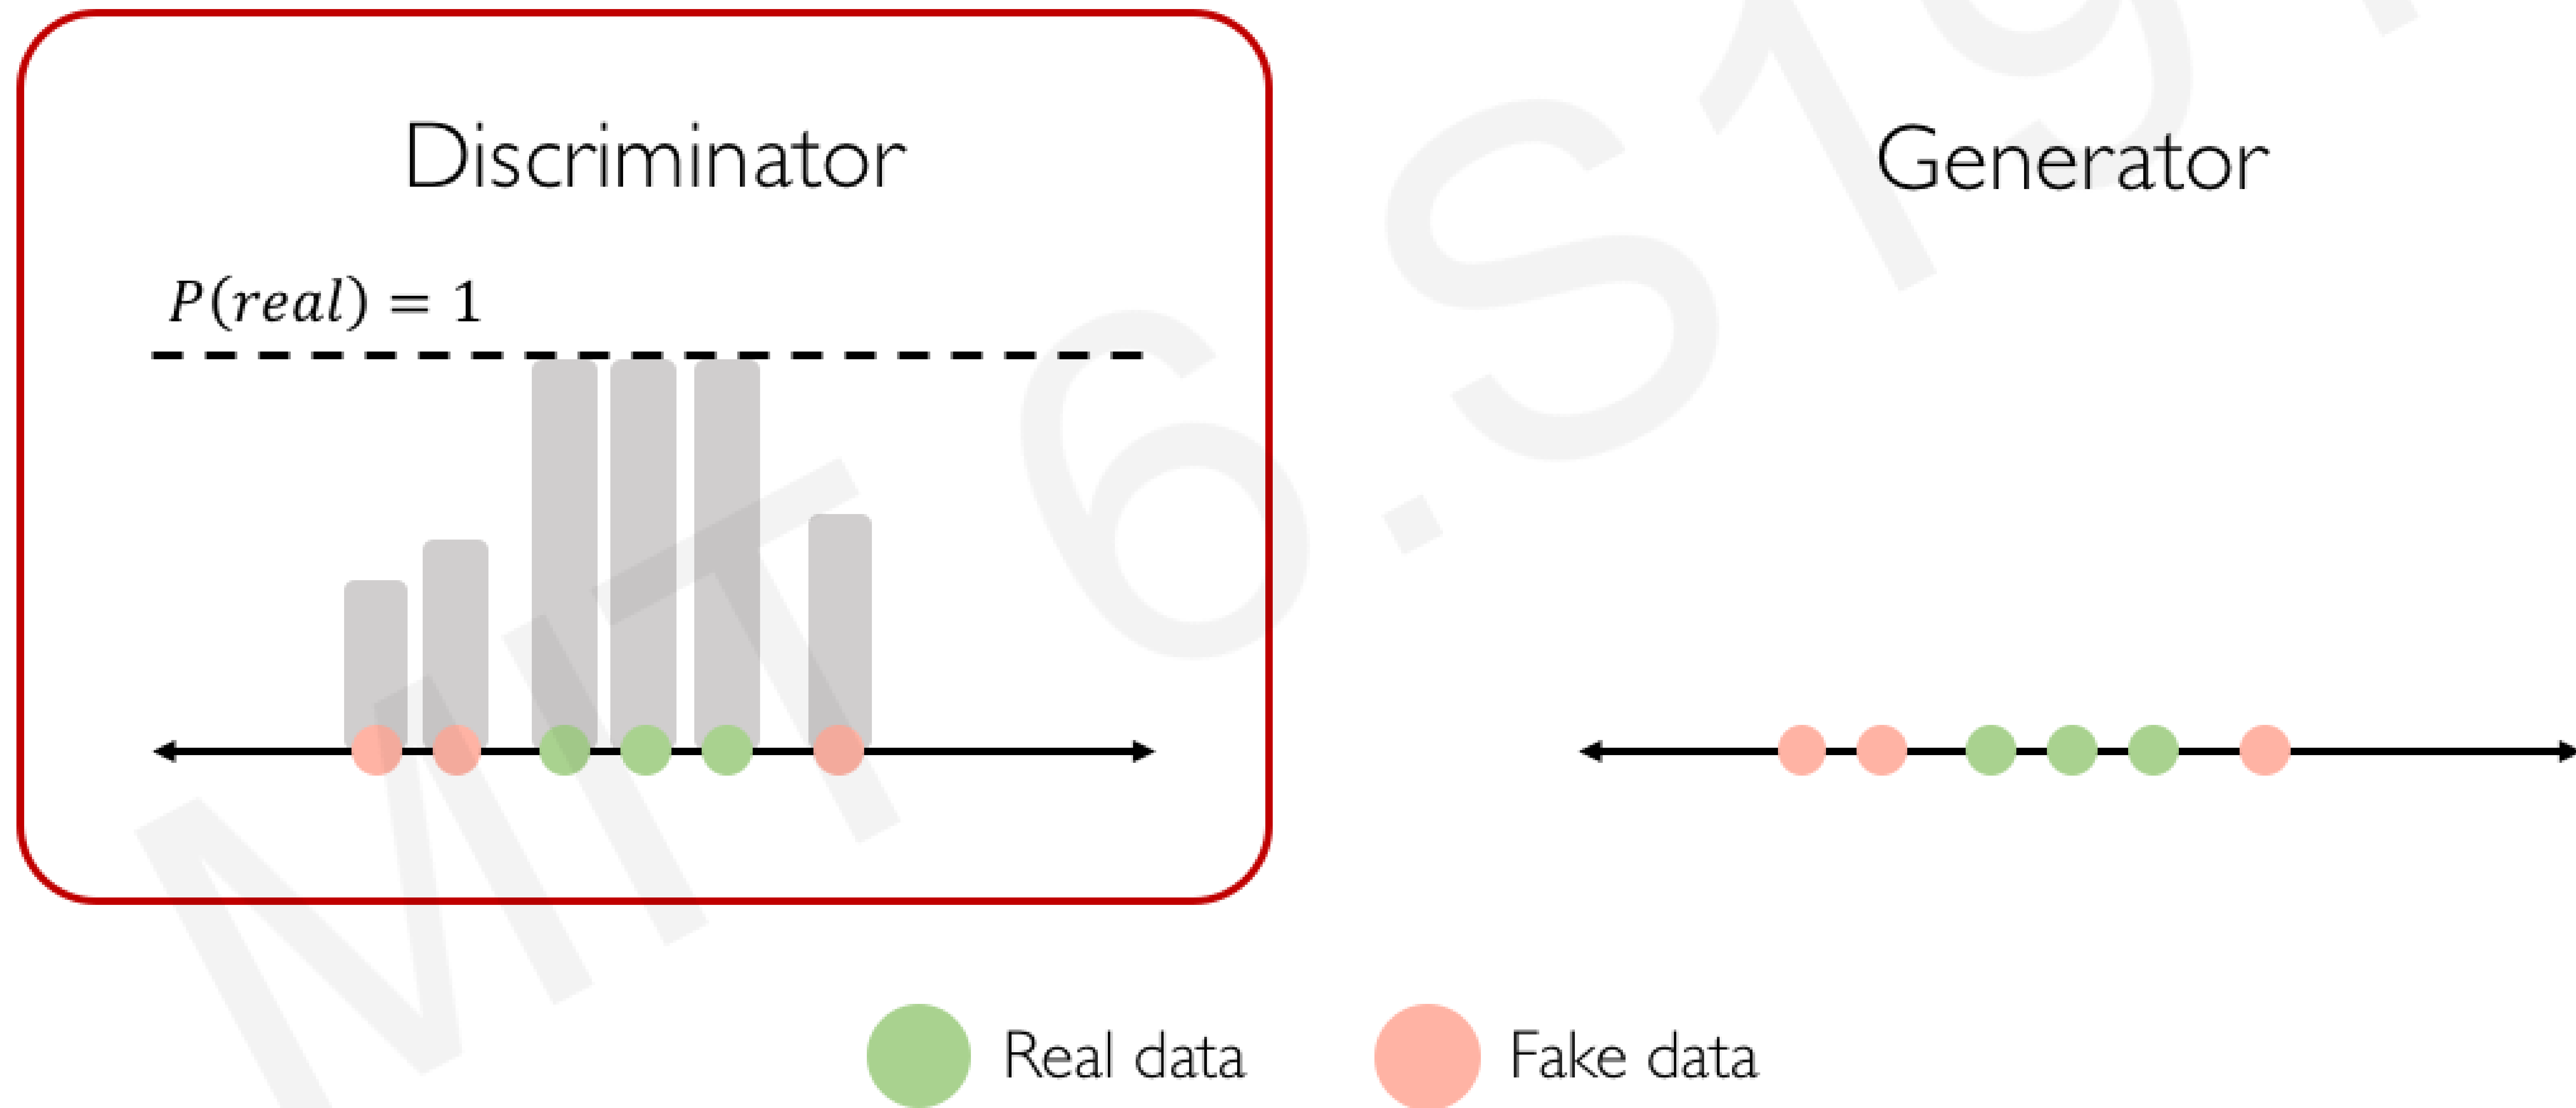 Discriminator
Generator
P(real) = 1
Real data
Fake data
MIT 6.S19